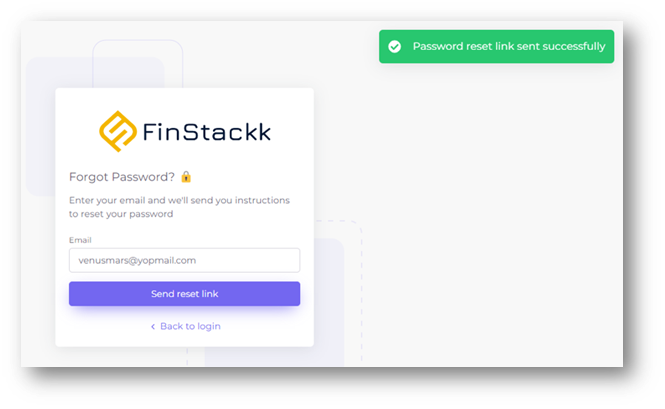 Password reset link sent successfully
FinStackk
Forgot Password? 🔒
Enter your email and we'll send you instructions
to reset your password
Email
venusmars@yopmail.com
Send reset link
Back to login